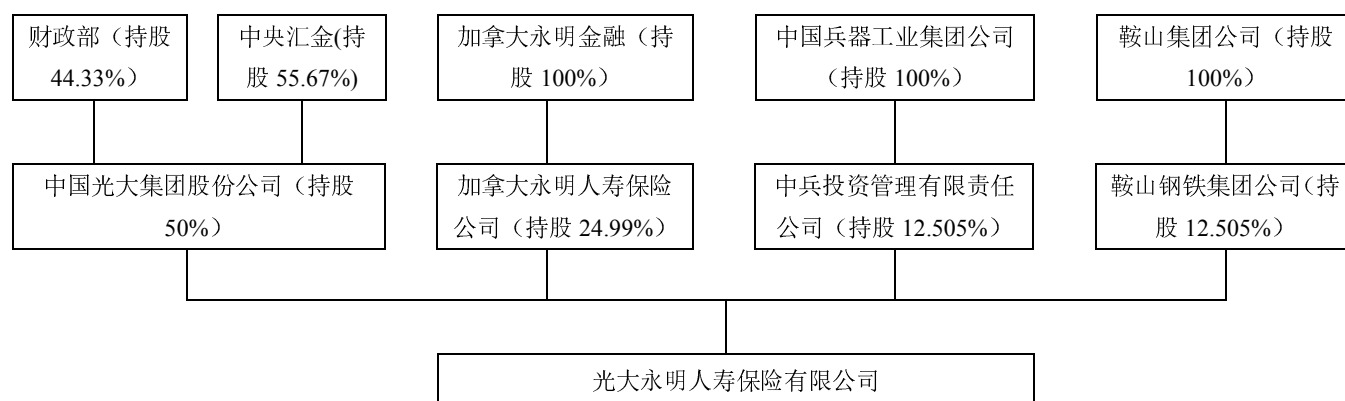 财政部（持股
44.33%）
中央汇金(持
股 55.67%)
加拿大永明金融（持
股 100%）
中国兵器工业集团公司
（持股 100%）
鞍山集团公司（持股
100%）
中国光大集团股份公司（持股
50%）
加拿大永明人寿保险
公司（持股 24.99%）
中兵投资管理有限责任
公司（持股 12.505%）
鞍山钢铁集团公司（持
股 12.505%）
光大永明人寿保险有限公司